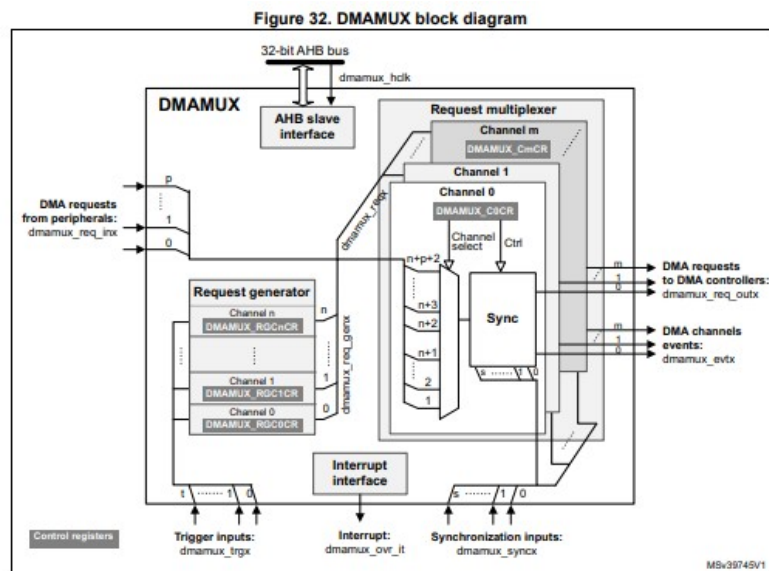 Figure 32. DMAMUX block diagram
32-bit AHB bus
dmamux_hclk
DMAMUX
AHB slave
interface
Request multiplexer
Channel m
DMAMUX_CmCR
Channel 1
Channel 0
DMAMUX_C0CR
Channel
select
Ctrl
p
1
0
DMA requests
from peripherals:
dmamux_req_inx
dmamux_reqx
n+p+2
n+3
n+2
n+1
2
1
Sync
s 1 0
m
1
0
DMA requests
to DMA controllers:
dmamux_req_outx
m
1
0
DMA channels
events:
dmamux_evtx
Request generator
Channel n
DMAMUX_RGCnCR
n
Channel 1
DMAMUX_RGC1CR
1
Channel 0
DMAMUX_RGC0CR
0
dmamux_req_genx
Interrupt
interface
t 1 0
s 1 0
Control registers
Trigger inputs:
dmamux_trgx
Interrupt:
dmamux_ovr_it
Synchronization inputs:
dmamux_syncx
MSv39745V1